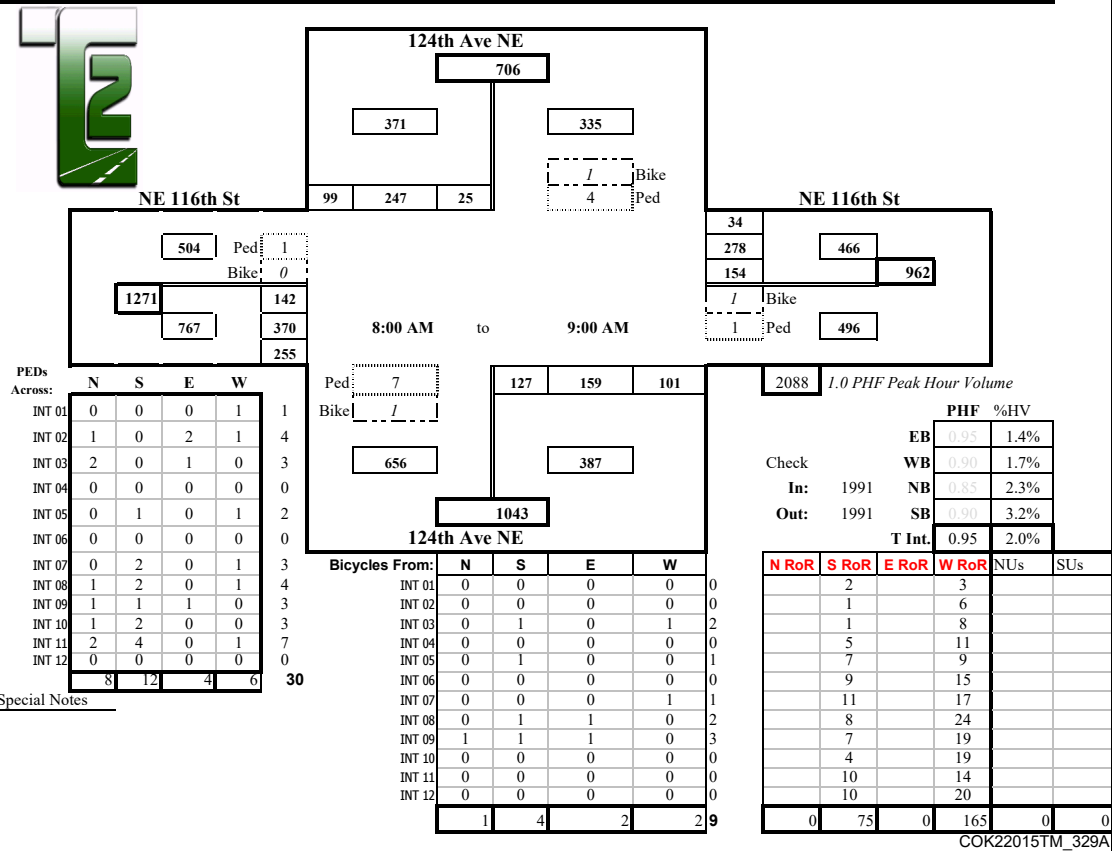 T2
124th Ave NE
706
371 335
1 Bike
NE 116th St 99 247 25 4 Ped NE 116th St
34
504 Ped 1 278 466
Bike 0 154 962
1271 142 1 Bike
767 370 8:00 AM to 9:00 AM 1 Ped 496
255
PEDs
Across: N S E W Ped 7 127 159 101 2088 1.0 PHF Peak Hour Volume
INT 01 0 0 0 1 1 Bike 1 PHF %HV
INT 02 1 0 2 1 4 EB 0.95 1.4%
INT 03 2 0 1 0 3 656 387 Check WB 0.90 1.7%
INT 04 0 0 0 0 0 In: 1991 NB 0.85 2.3%
INT 05 0 1 0 1 2 1043 Out: 1991 SB 0.90 3.2%
INT 06 0 0 0 0 0 124th Ave NE T Int. 0.95 2.0%
INT 07 0 2 0 1 3 Bicycles From: N S E W N RoR S RoR E RoR W RoR NUs SUs
INT 08 1 2 0 1 4 INT 01 0 0 0 0 0 2 3
INT 09 1 1 1 0 3 INT 02 0 0 0 0 0 1 6
INT 10 1 2 0 0 3 INT 03 0 1 0 1 2 1 8
INT 11 2 4 0 1 7 INT 04 0 0 0 0 0 5 11
INT 12 0 0 0 0 0 INT 05 0 1 0 0 1 7 9
8 12 4 6 30 INT 06 0 0 0 0 0 9 15
Special Notes INT 07 0 0 0 1 1 11 17
INT 08 0 1 1 0 2 8 24
INT 09 1 1 1 0 3 7 19
INT 10 0 0 0 0 0 4 19
INT 11 0 0 0 0 0 10 14
INT 12 0 0 0 0 0 10 20
1 4 2 2 9 0 75 0 165 0 0
COK22015TM_329A